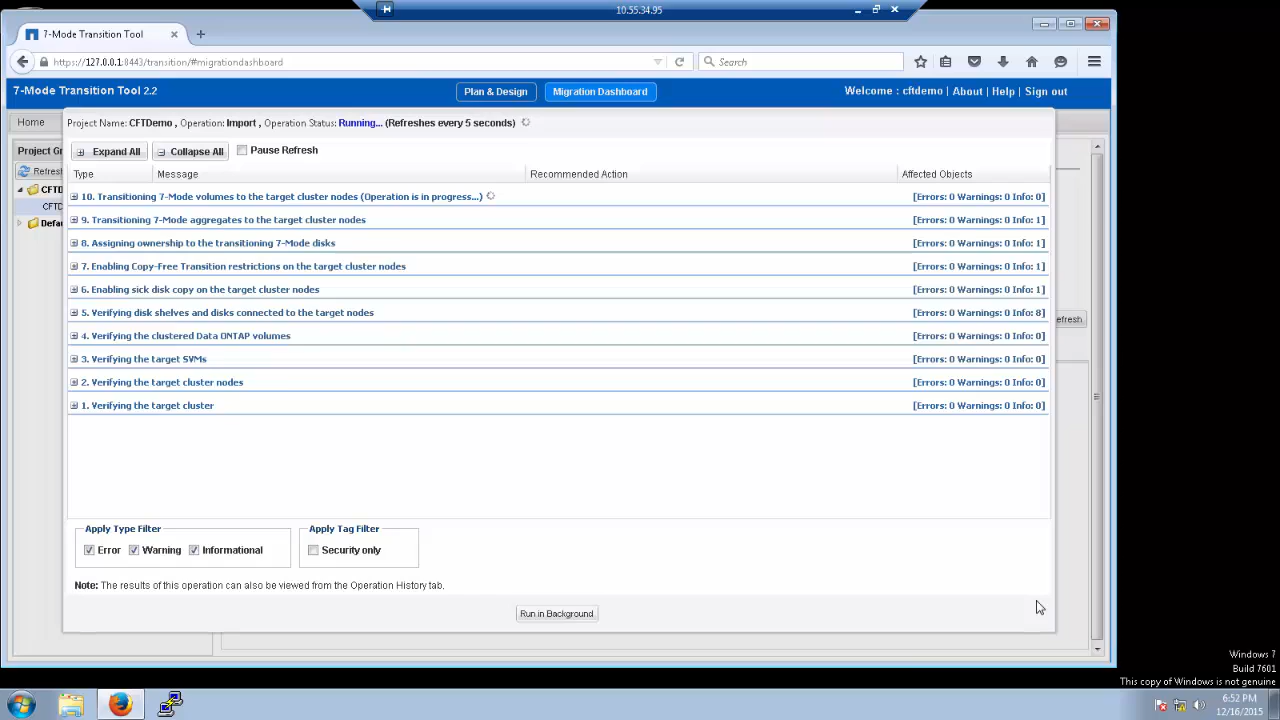 10.55.34.95
7-Mode Transition Tool
https://127.0.0.1:8443/transition/#migrationdashboard
Search
7-Mode Transition Tool 2.2
Plan & Design
Migration Dashboard
Welcome : cftdemo | About | Help | Sign out
Home
Project Name: CFTDemo , Operation: Import , Operation Status: Running... (Refreshes every 5 seconds)
Project Gr
Expand All
Collapse All
Pause Refresh
Refresh
Type Message Recommended Action Affected Objects
CFTD
10. Transitioning 7-Mode volumes to the target cluster nodes (Operation is in progress...) [Errors: 0 Warnings: 0 Info: 0]
CFT
9. Transitioning 7-Mode aggregates to the target cluster nodes [Errors: 0 Warnings: 0 Info: 1]
Defau
8. Assigning ownership to the transitioning 7-Mode disks [Errors: 0 Warnings: 0 Info: 1]
7. Enabling Copy-Free Transition restrictions on the target cluster nodes [Errors: 0 Warnings: 0 Info: 1]
6. Enabling sick disk copy on the target cluster nodes [Errors: 0 Warnings: 0 Info: 1]
5. Verifying disk shelves and disks connected to the target nodes [Errors: 0 Warnings: 0 Info: 8]
efresh
4. Verifying the clustered Data ONTAP volumes [Errors: 0 Warnings: 0 Info: 0]
3. Verifying the target SVMs [Errors: 0 Warnings: 0 Info: 0]
2. Verifying the target cluster nodes [Errors: 0 Warnings: 0 Info: 0]
1. Verifying the target cluster [Errors: 0 Warnings: 0 Info: 0]
Apply Type Filter
Error Warning Informational
Apply Tag Filter
Security only
Note: The results of this operation can also be viewed from the Operation History tab.
Run in Background
Windows 7
Build 7601
This copy of Windows is not genuine
6:52 PM
12/16/2015